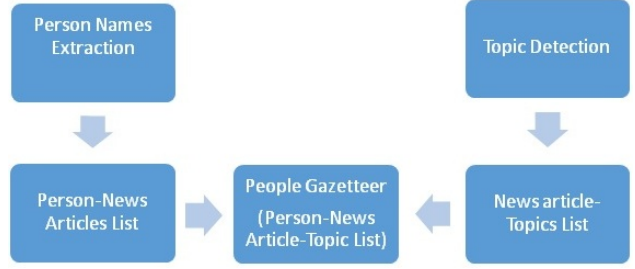 Person Names
Extraction
Topic Detection
Person-News
Articles List
People Gazetteer
(Person-News
Article-Topic List)
News article-
Topics List